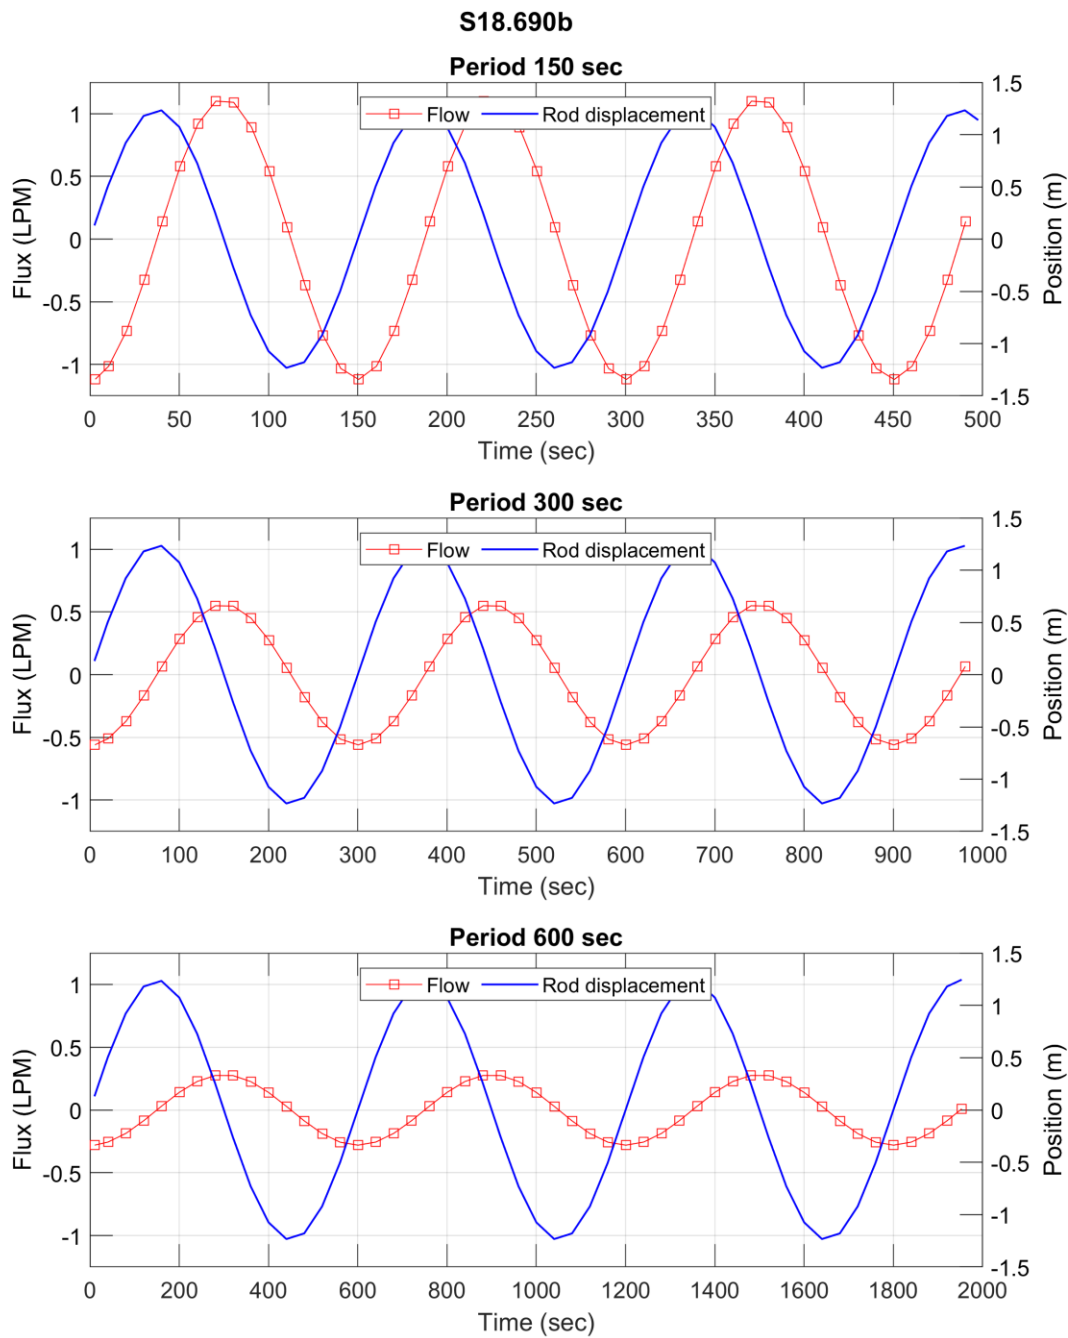 S18.690b
Period 150 sec
Flow Rod displacement
Flux (LPM)
1
0.5
0
-0.5
-1
Position (m)
1.5
1
0.5
0
-0.5
-1
-1.5
0 50 100 150 200 250 300 350 400 450 500
Time (sec)
Period 300 sec
Flow Rod displacement
Flux (LPM)
1
0.5
0
-0.5
-1
Position (m)
1.5
1
0.5
0
-0.5
-1
-1.5
0 100 200 300 400 500 600 700 800 900 1000
Time (sec)
Period 600 sec
Flow Rod displacement
Flux (LPM)
1
0.5
0
-0.5
-1
Position (m)
1.5
1
0.5
0
-0.5
-1
-1.5
0 200 400 600 800 1000 1200 1400 1600 1800 2000
Time (sec)